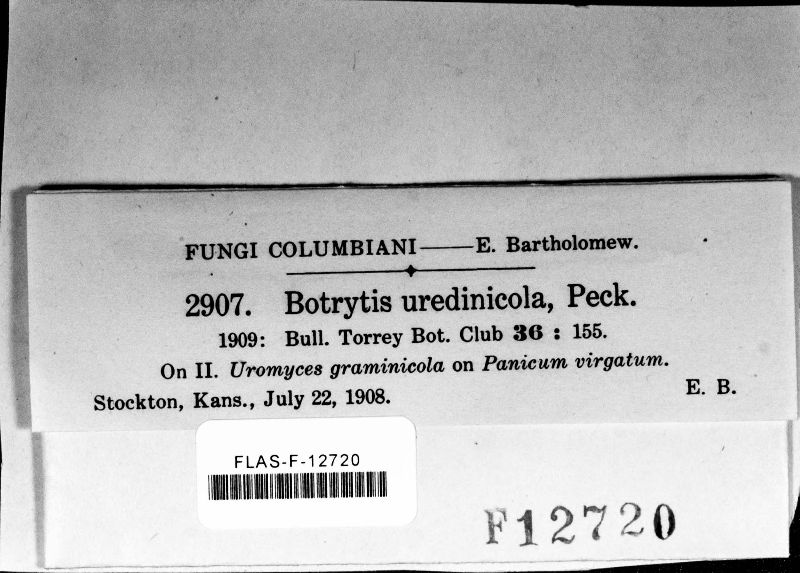 FUNGI COLUMBIANI——E. Bartholomew.
2907. Botrytis uredinicola, Peck.
1909: Bull. Torrey Bot. Club 36 : 155.
On II. Uromyces graminicola on Panicum virgatum.
Stockton, Kans., July 22, 1908. E. B.
FLAS-F-12720
F12720